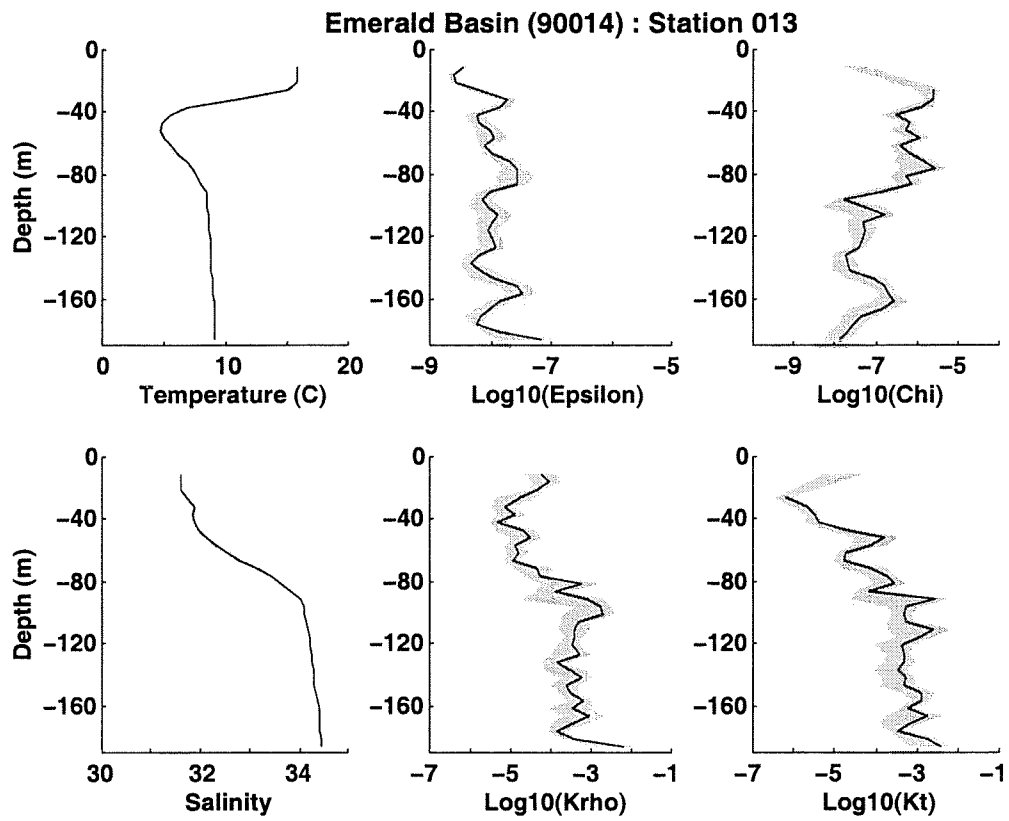 Emerald Basin (90014) : Station 013
0
−40
−80
−120
−160
Depth (m)
0 10 20
Temperature (C)
0
−40
−80
−120
−160
−9 −7 −5
Log10(Epsilon)
0
−40
−80
−120
−160
−9 −7 −5
Log10(Chi)
0
−40
−80
−120
−160
Depth (m)
30 32 34
Salinity
0
−40
−80
−120
−160
−7 −5 −3 −1
Log10(Krho)
0
−40
−80
−120
−160
−7 −5 −3 −1
Log10(Kt)